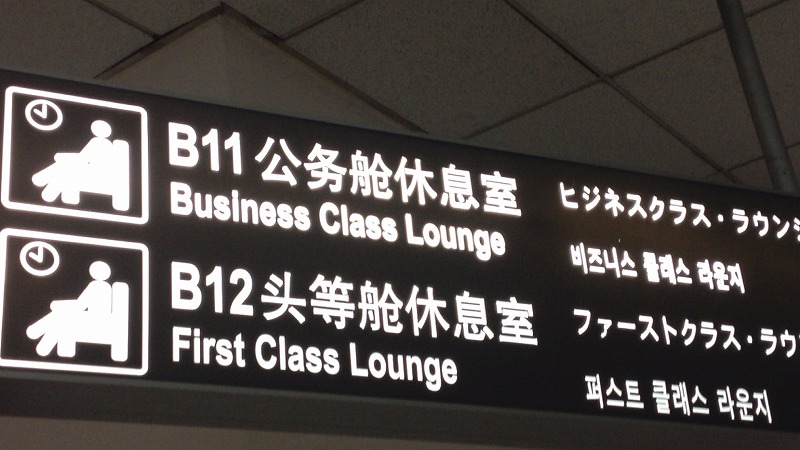 B11 公务舱休息室
Business Class Lounge
ヒジネスクラス・ラウンジ
비즈니스 클래스 라운지
B12 头等舱休息室
First Class Lounge
ファーストクラス・ラウ
퍼스트 클래스 라운지